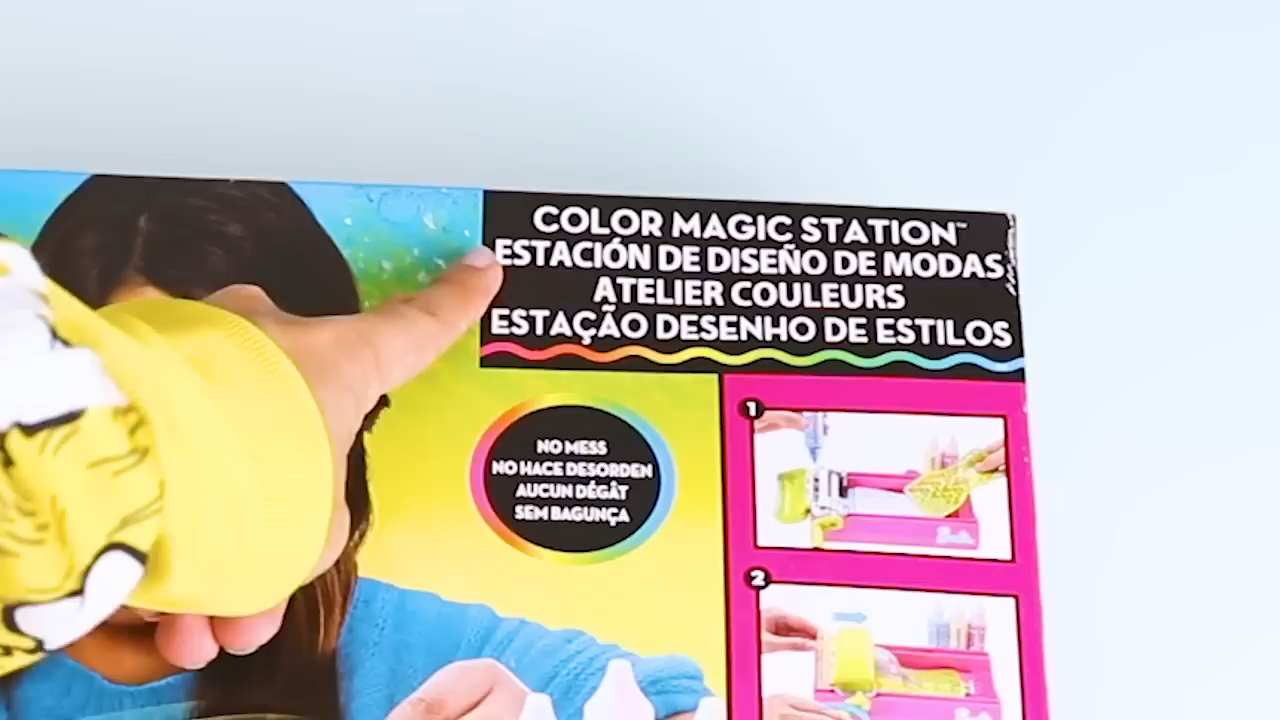 COLOR MAGIC STATION™
ESTACIÓN DE DISEÑO DE MODAS
ATELIER COULEURS
ESTAÇÃO DESENHO DE ESTILOS
NO MESS
NO HACE DESORDEN
AUCUN DÉGÂT
SEM BAGUNÇA
1
2